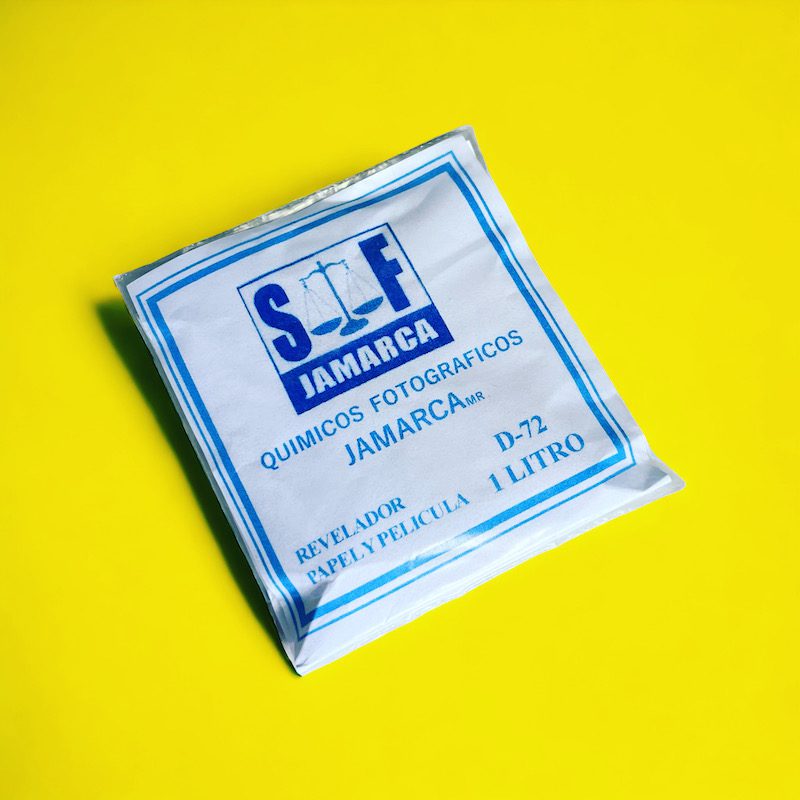 S F
JAMARCA
QUIMICOS FOTOGRAFICOS
JAMARCA MR
D-72
1 LITRO
REVELADOR
PAPEL Y PELICULA